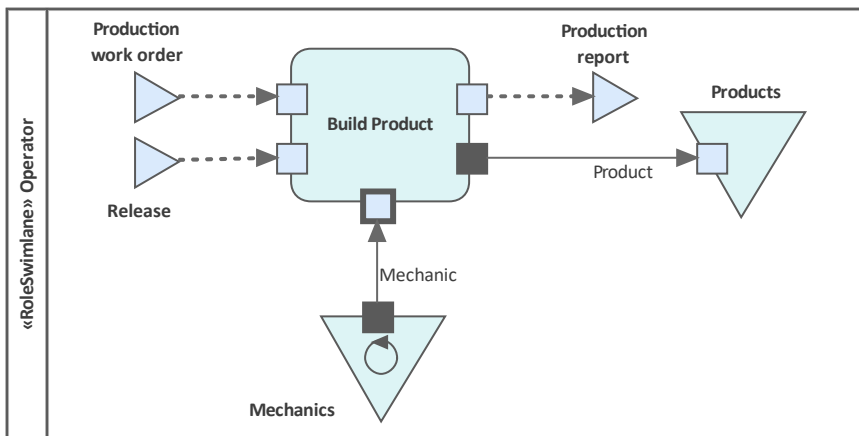 «RoleSwimlane» Operator
Production
work order
Release
Build Product
Production
report
Products
Product
Mechanic
Mechanics